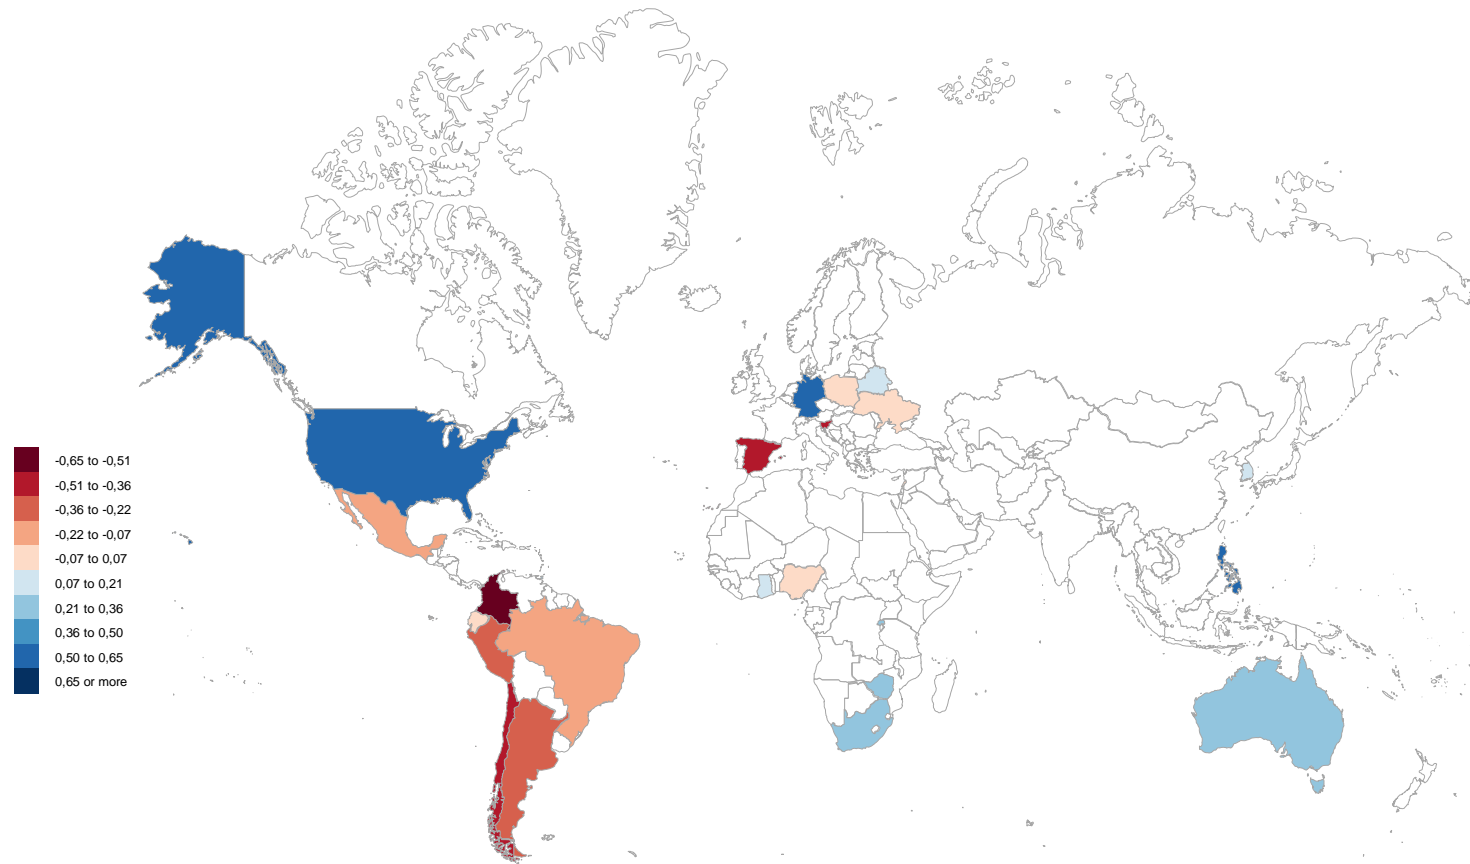 -0,65 to -0,51
-0,51 to -0,36
-0,36 to -0,22
-0,22 to -0,07
-0,07 to 0,07
0,07 to 0,21
0,21 to 0,36
0,36 to 0,50
0,50 to 0,65
0,65 or more